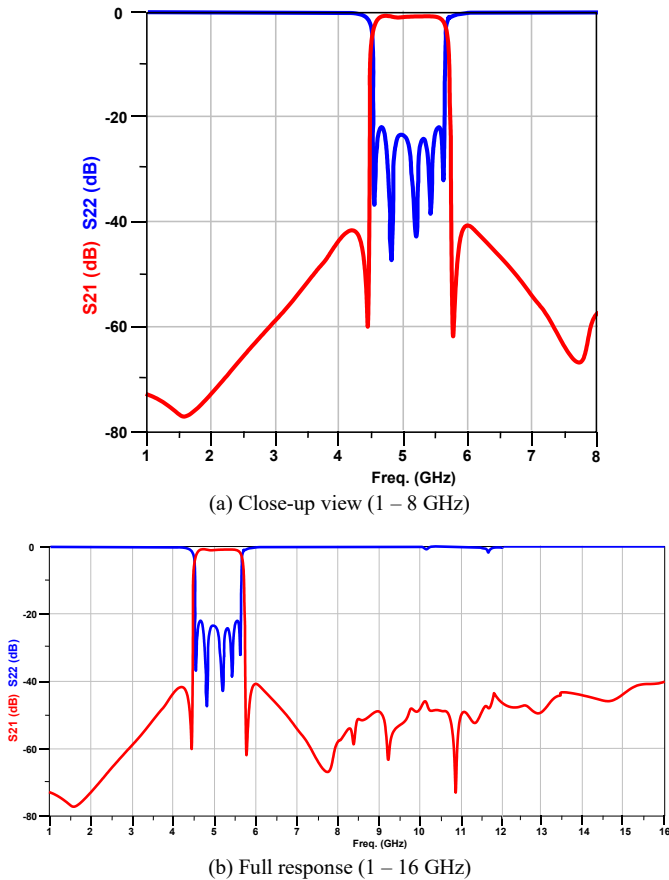 0
-20
-40
-60
-80
S21 (dB) S22 (dB)
1 2 3 4 5 6 7 8
Freq. (GHz)
(a) Close-up view (1 – 8 GHz)
0
-20
-40
-60
-80
S21 (dB) S22 (dB)
1 2 3 4 5 6 7 8 9 10 11 12 13 14 15 16
Freq. (GHz)
(b) Full response (1 – 16 GHz)